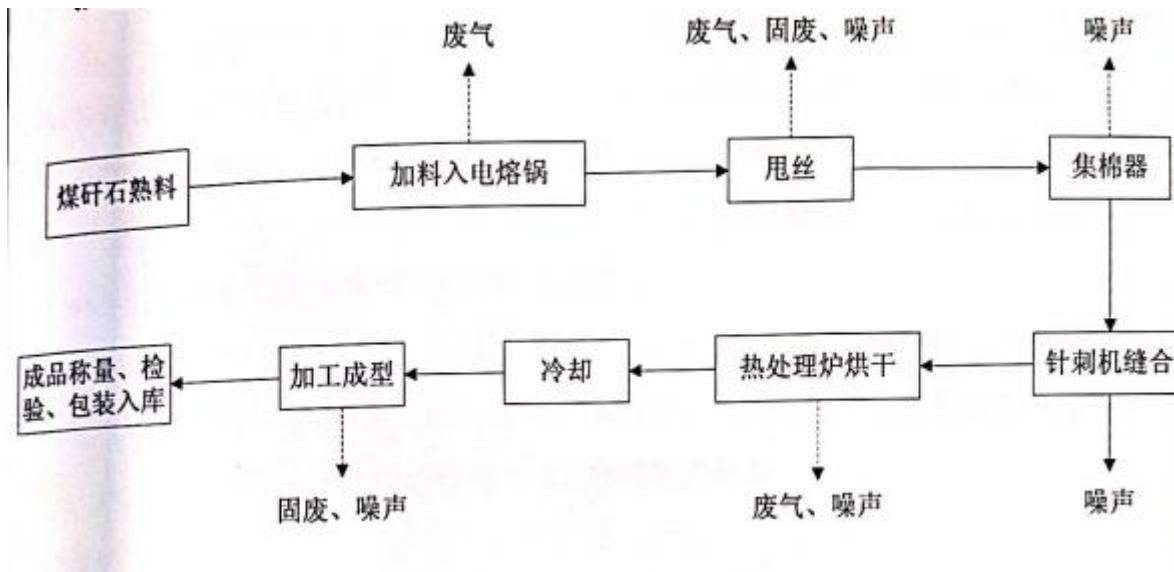 废气
废气、固废、噪声
噪声
煤矸石熟料
加料入电熔锅
甩丝
集棉器
成品称量、检
验、包装入库
加工成型
冷却
热处理炉烘干
针刺机缝合
固废、噪声
废气、噪声
噪声